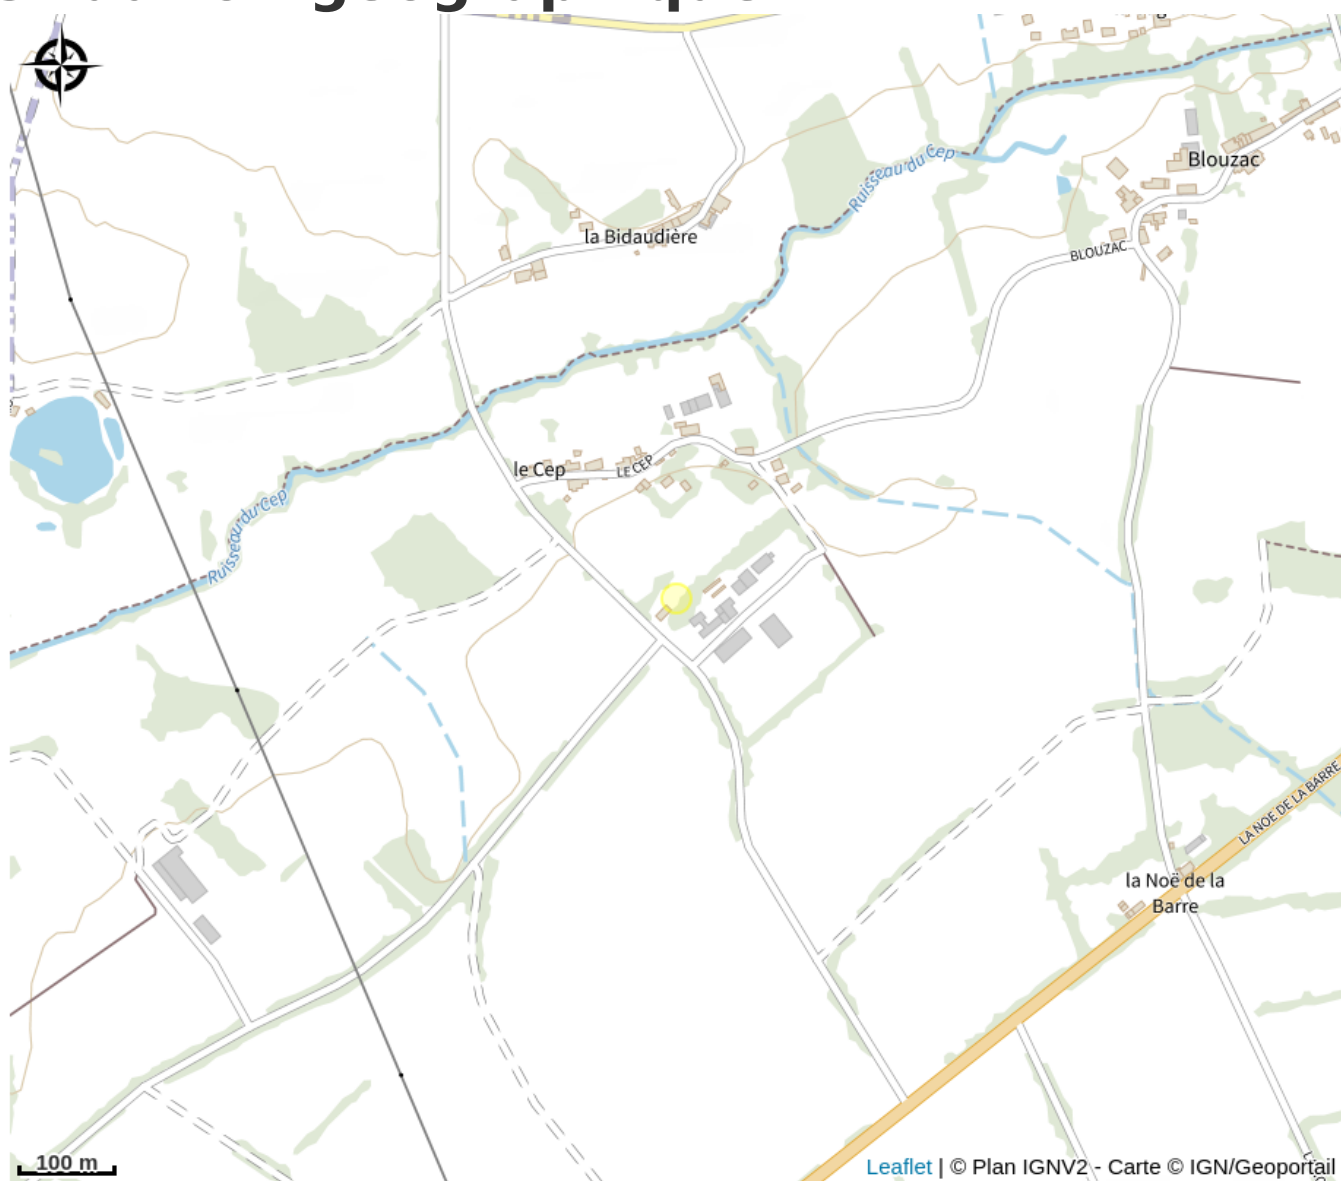 la Bidaudière
Ruisseau du Cep
Blouzac
BLOUZAC
le Cep
LE CEP
Ruisseau du Cep
LA NOE DE LA BARRE
la Noë de la
Barre
100 m
Leaflet | © Plan IGNV2 - Carte © IGN/Geoportail